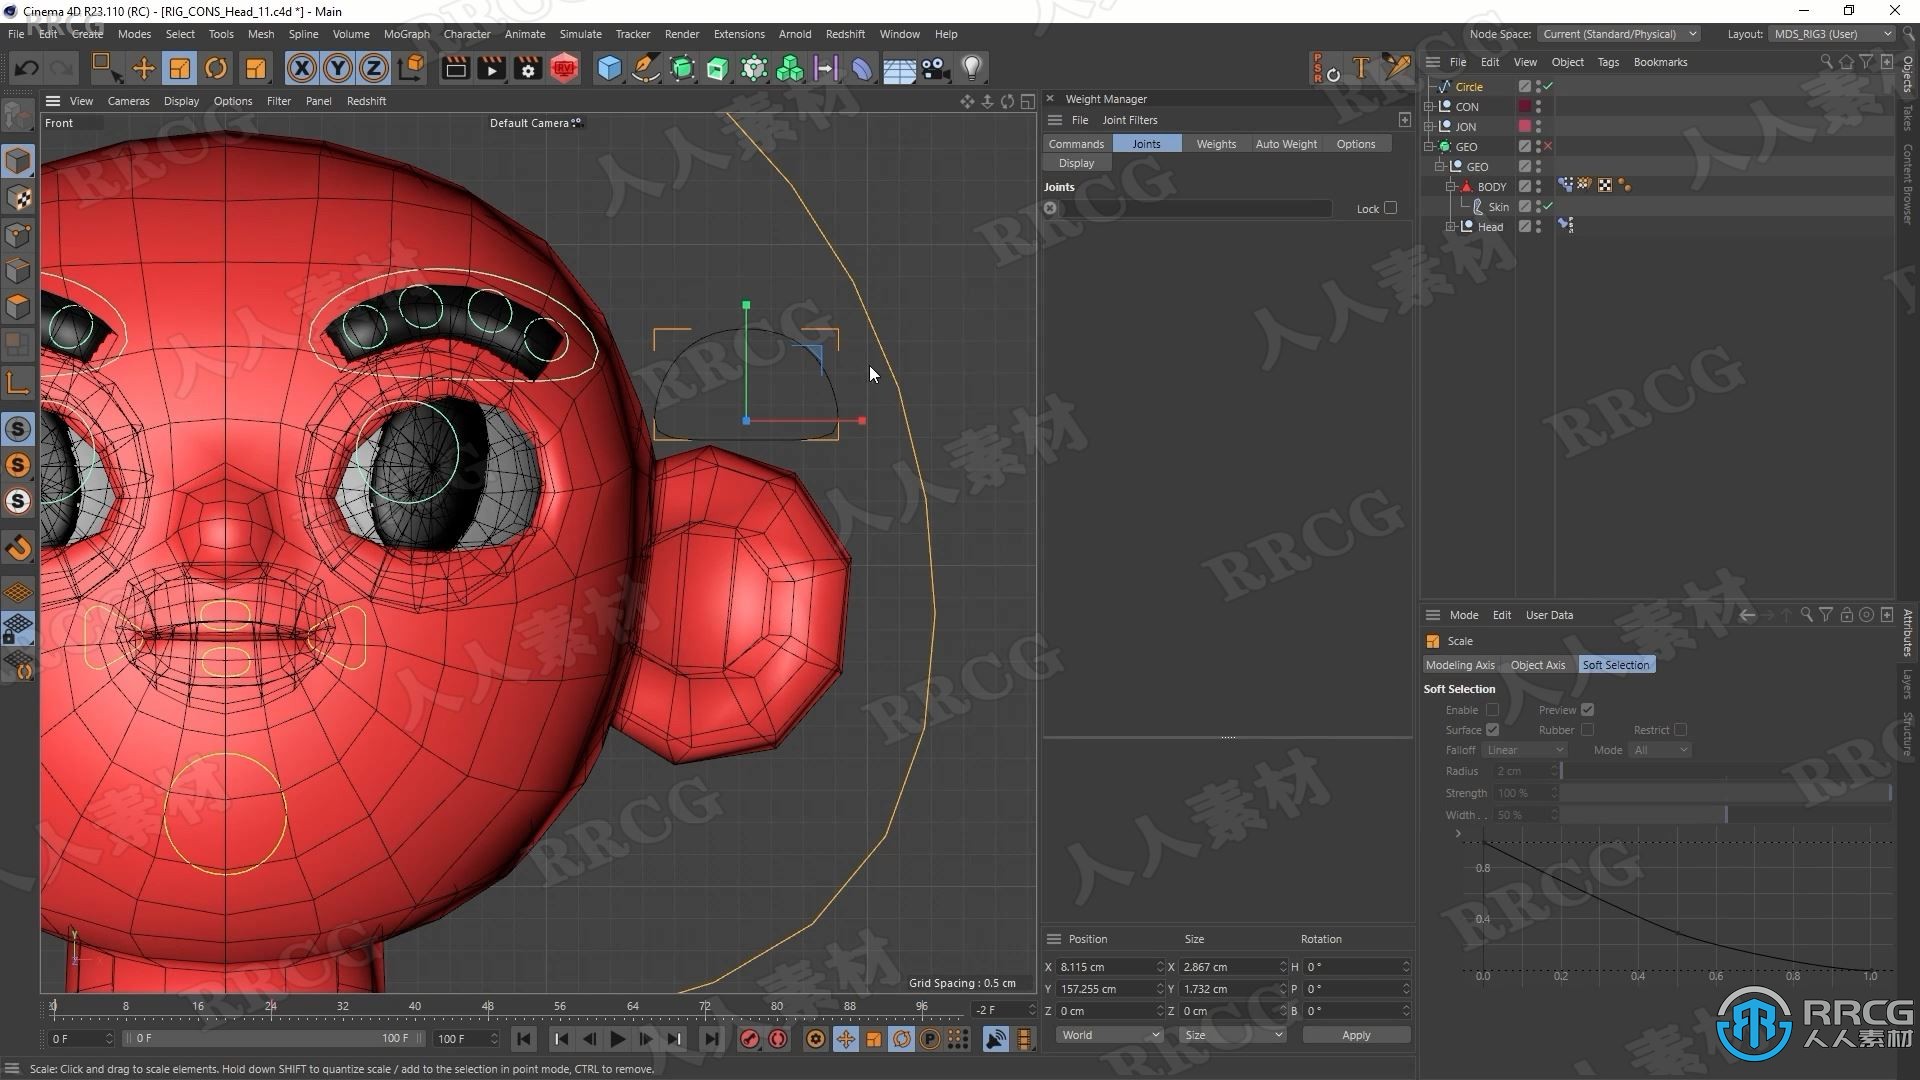 Cinema 4D R23.110 (RC) - [RIG_CONS_Head_11.c4d *] - Main
File Edit Create Modes Select Tools Mesh Spline Volume MoGraph Character Animate Simulate Tracker Render Extensions Arnold Redshift Window Help
Node Space: Current (Standard/Physical) Layout: MDS_RIG3 (User)
View Cameras Display Options Filter Panel Redshift
Front
Default Camera
Grid Spacing : 0.5 cm
Weight Manager
File Joint Filters
Commands Joints Weights Auto Weight Options
Display
Joints
Lock
File Edit View Object Tags Bookmarks
Circle
CON
JON
GEO
GEO
BODY
Skin
Head
Objects
Takes
Content Browser
Mode Edit User Data
Scale
Modeling Axis Object Axis Soft Selection
Soft Selection
Enable Preview
Surface Rubber Restrict
Falloff Linear Mode All
Radius 2 cm
Strength 100 %
Width . . 50 %
0.8
0.4
0.0 0.2 0.4 0.6 0.8 1.0
Attributes
Layers
Structure
Position Size Rotation
X 8.115 cm X 2.867 cm H 0 °
Y 157.255 cm Y 1.732 cm P 0 °
Z 0 cm Z 0 cm B 0 °
World Size Apply
8 16 24 32 40 48 56 64 72 80 88 96
-2 F
0 F 0 F 100 F 100 F
Scale: Click and drag to scale elements. Hold down SHIFT to quantize scale / add to the selection in point mode, CTRL to remove,
RRCG
人人素材